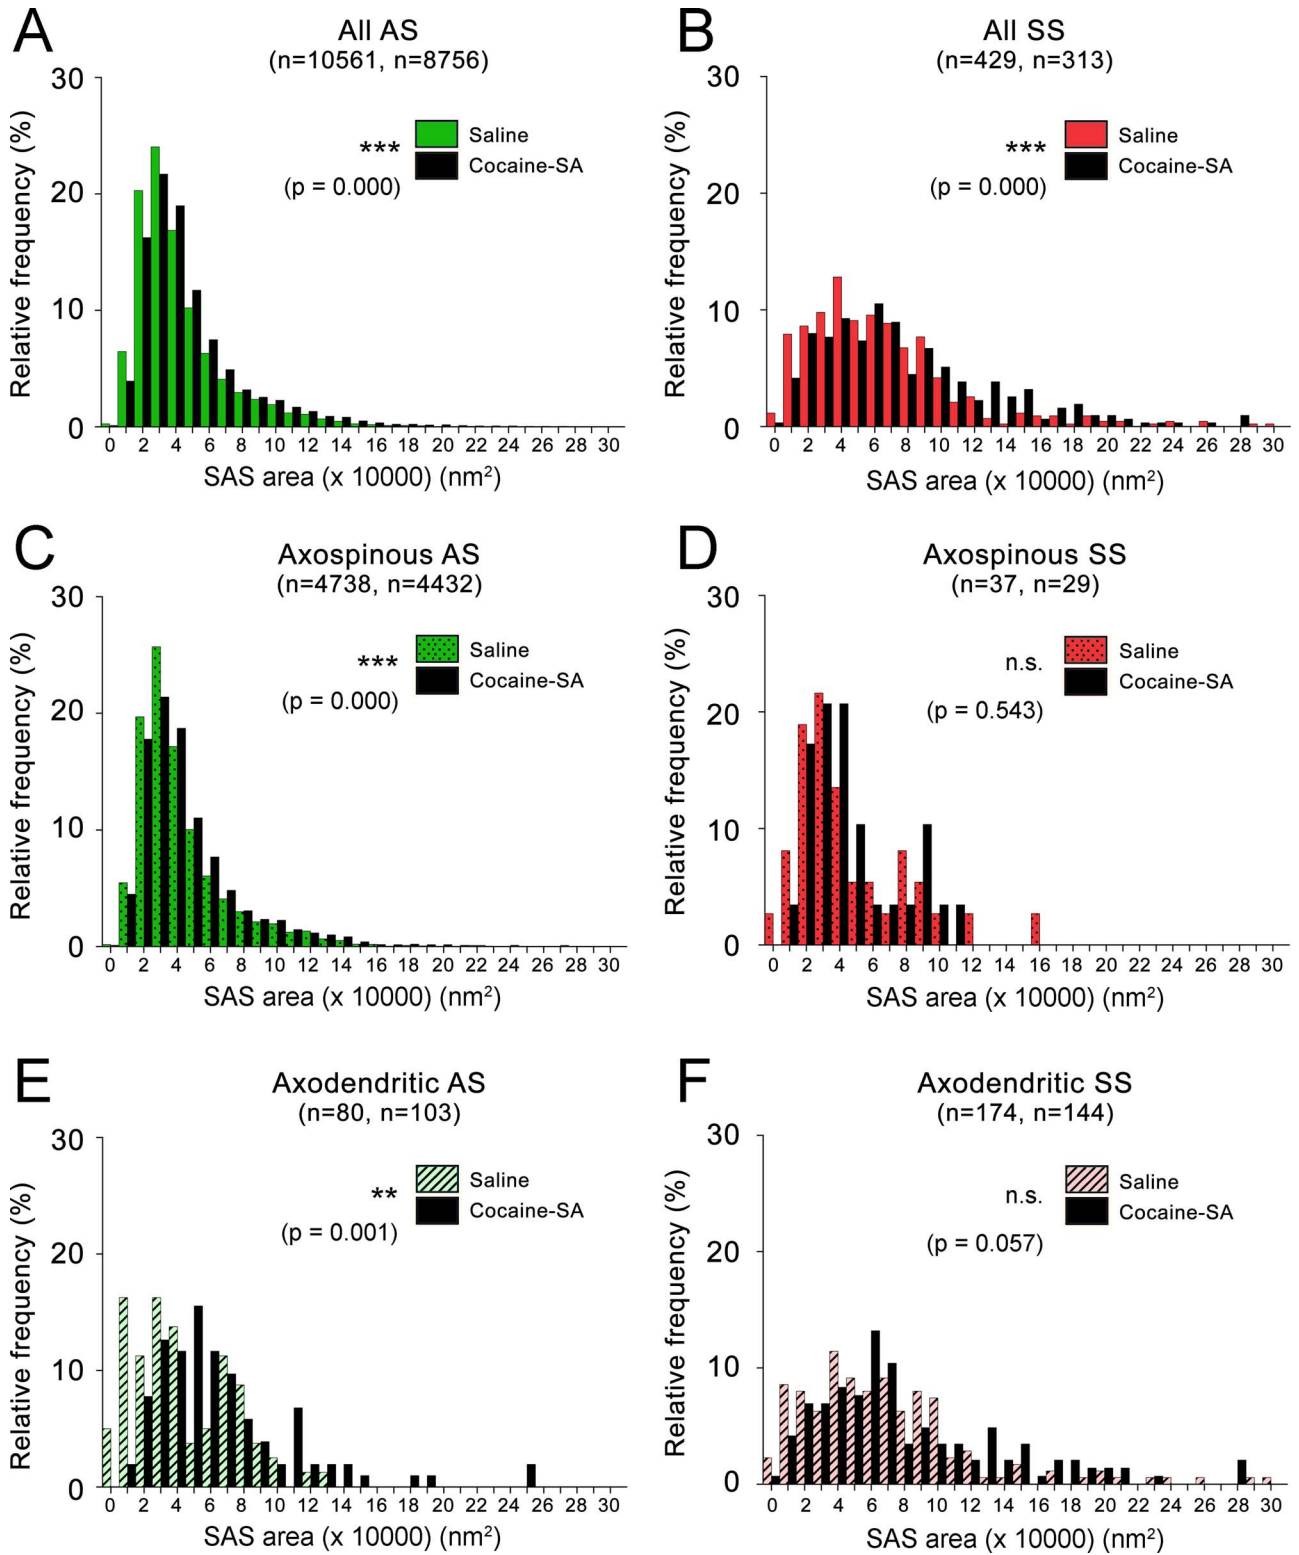 A
All AS
(n=10561, n=8756)
30
20
10
0
Relative frequency (%)
***
(p = 0.000)
Saline
Cocaine-SA
0 2 4 6 8 10 12 14 16 18 20 22 24 26 28 30
SAS area (x 10000) (nm²)
B
All SS
(n=429, n=313)
30
20
10
0
Relative frequency (%)
***
(p = 0.000)
Saline
Cocaine-SA
0 2 4 6 8 10 12 14 16 18 20 22 24 26 28 30
SAS area (x 10000) (nm²)
C
Axospinous AS
(n=4738, n=4432)
30
20
10
0
Relative frequency (%)
***
(p = 0.000)
Saline
Cocaine-SA
0 2 4 6 8 10 12 14 16 18 20 22 24 26 28 30
SAS area (x 10000) (nm²)
D
Axospinous SS
(n=37, n=29)
30
20
10
0
Relative frequency (%)
n.s.
(p = 0.543)
Saline
Cocaine-SA
0 2 4 6 8 10 12 14 16 18 20 22 24 26 28 30
SAS area (x 10000) (nm²)
E
Axodendritic AS
(n=80, n=103)
30
20
10
0
Relative frequency (%)
**
(p = 0.001)
Saline
Cocaine-SA
0 2 4 6 8 10 12 14 16 18 20 22 24 26 28 30
SAS area (x 10000) (nm²)
F
Axodendritic SS
(n=174, n=144)
30
20
10
0
Relative frequency (%)
n.s.
(p = 0.057)
Saline
Cocaine-SA
0 2 4 6 8 10 12 14 16 18 20 22 24 26 28 30
SAS area (x 10000) (nm²)